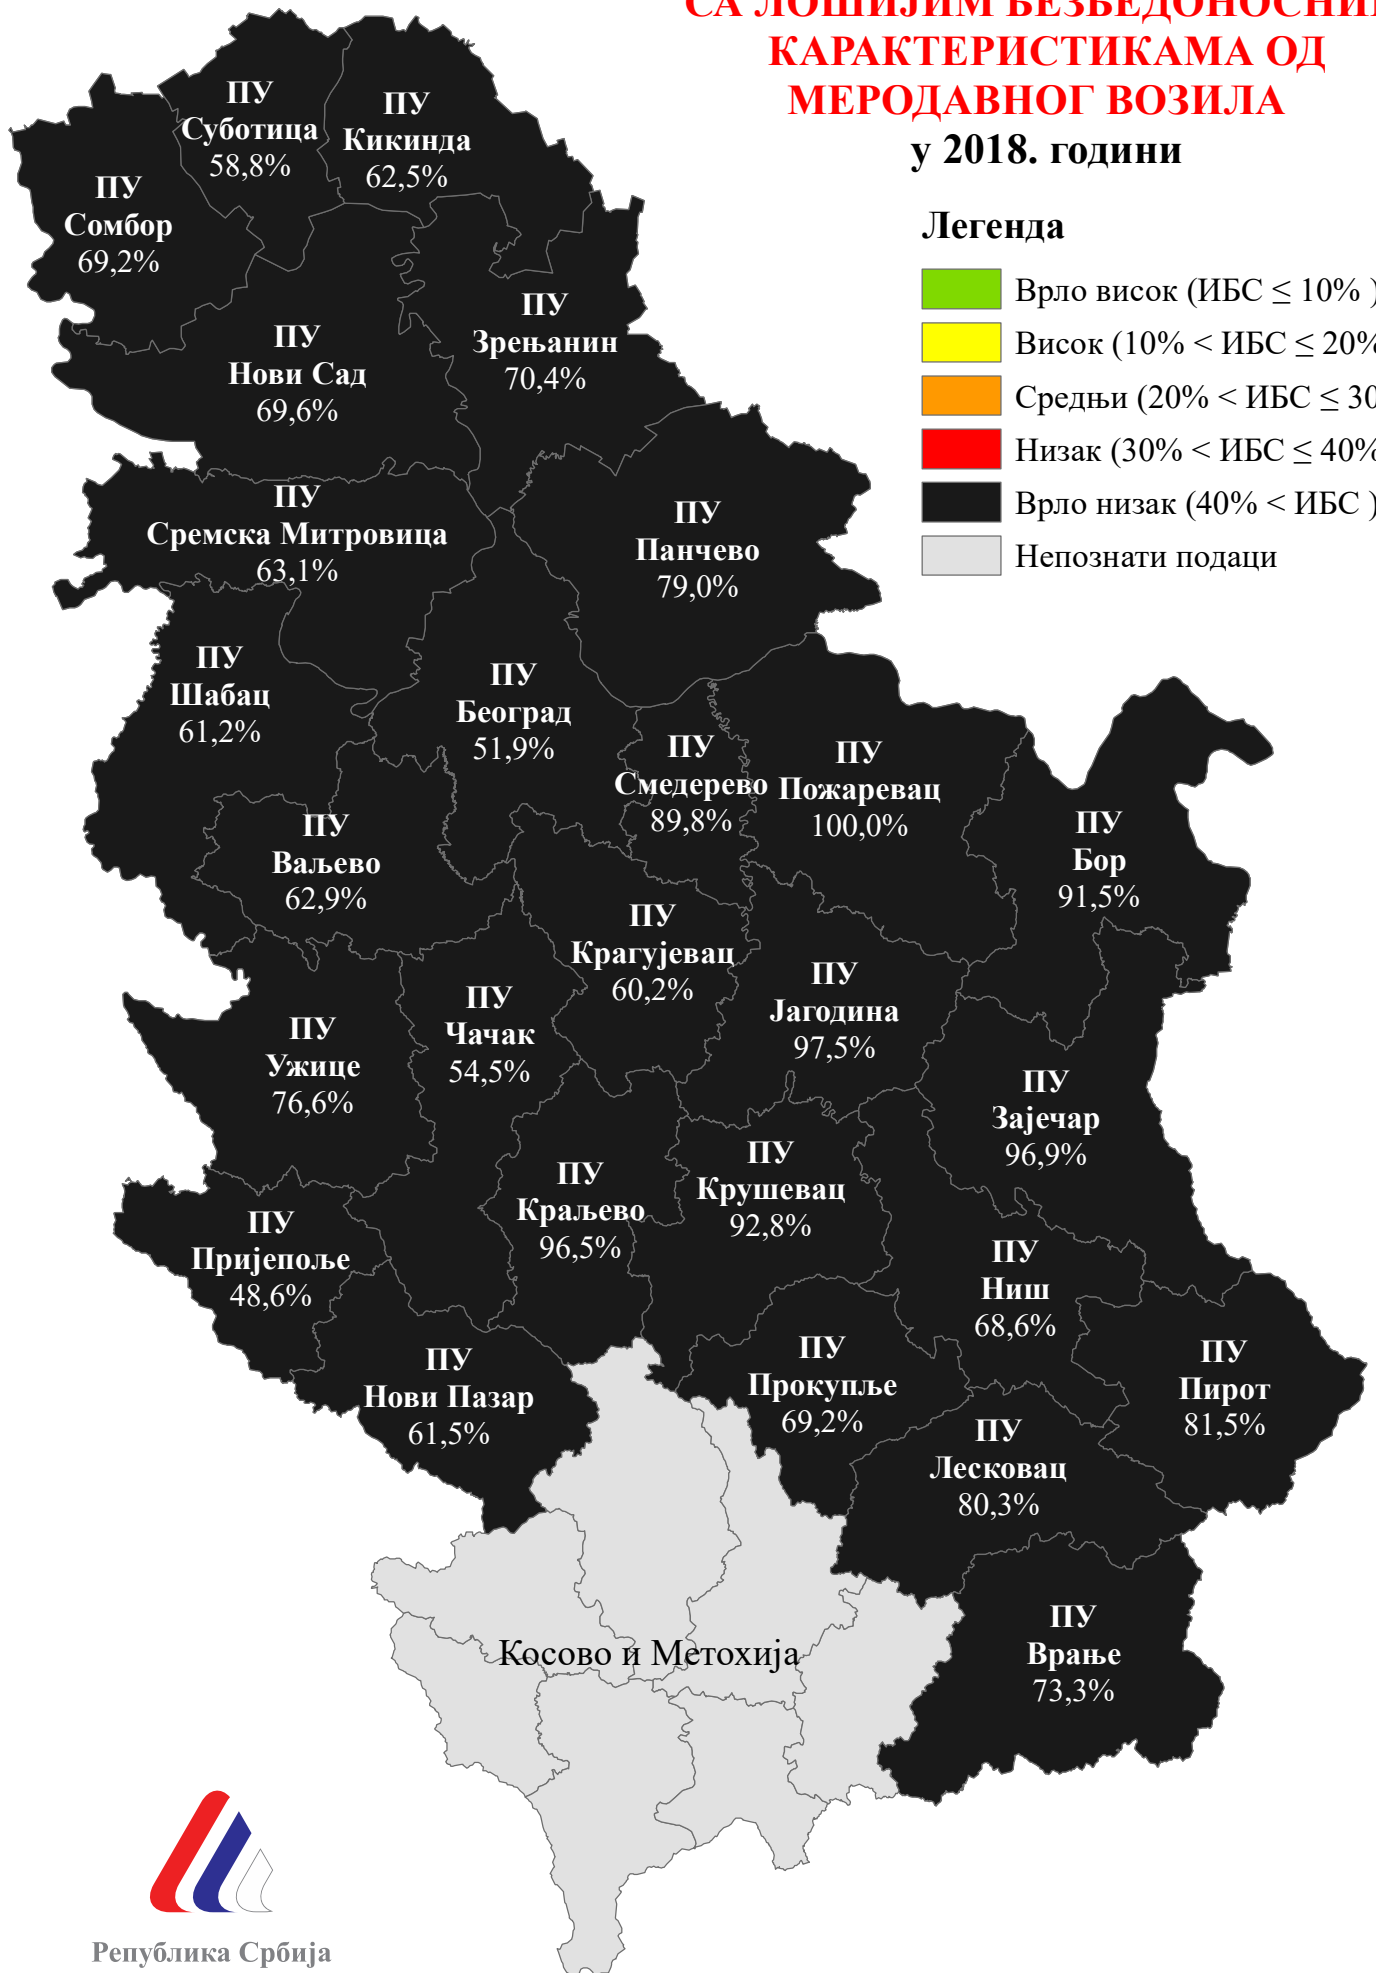 СА ЛОШИЈИМ БЕЗБЕДОНОСНИМ
КАРАКТЕРИСТИКАМА ОД
МЕРОДАВНОГ ВОЗИЛА
у 2018. години
Легенда
Врло висок (ИБС ≤ 10% )
Висок (10% < ИБС ≤ 20%
Средњи (20% < ИБС ≤ 30
Низак (30% < ИБС ≤ 40%
Врло низак (40% < ИБС )
Непознати подаци
ПУ
Суботица
58,8%
ПУ
Кикинда
62,5%
ПУ
Сомбор
69,2%
ПУ
Зрењанин
70,4%
ПУ
Нови Сад
69,6%
ПУ
Сремска Митровица
63,1%
ПУ
Панчево
79,0%
ПУ
Шабац
61,2%
ПУ
Београд
51,9%
ПУ
Смедерево
89,8%
ПУ
Пожаревац
100,0%
ПУ
Бор
91,5%
ПУ
Ваљево
62,9%
ПУ
Крагујевац
60,2%
ПУ
Јагодина
97,5%
ПУ
Чачак
54,5%
ПУ
Ужице
76,6%
ПУ
Зајечар
96,9%
ПУ
Крушевац
92,8%
ПУ
Краљево
96,5%
ПУ
Пријепоље
48,6%
ПУ
Ниш
68,6%
ПУ
Прокупље
69,2%
ПУ
Пирот
81,5%
ПУ
Нови Пазар
61,5%
ПУ
Лесковац
80,3%
ПУ
Врање
73,3%
Косово и Метохија
Република Србија